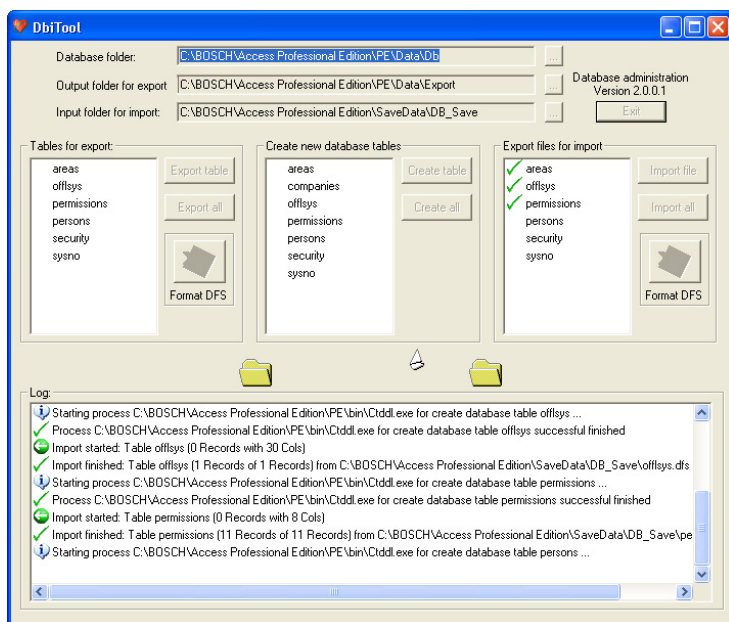 DbiTool
Database folder:
C:\BOSCH\Access Professional Edition\PE\Data\Db
...
Output folder for export
C:\BOSCH\Access Professional Edition\PE\Data\Export
...
Database administration
Version 2.0.0.1
Input folder for import:
C:\BOSCH\Access Professional Edition\SaveData\DB_Save
...
Exit
Tables for export:
areas
offlsys
permissions
persons
security
sysno
Export table
Export all
Format DFS
Create new database tables
areas
companies
offlsys
permissions
persons
security
sysno
Create table
Create all
Export files for import
areas
offlsys
permissions
persons
security
sysno
Import file
Import all
Format DFS
Log:
Starting process C:\BOSCH\Access Professional Edition\PE\bin\Ctddl.exe for create database table offlsys ...
Process C:\BOSCH\Access Professional Edition\PE\bin\Ctddl.exe for create database table offlsys successful finished
Import started: Table offlsys (0 Records with 30 Cols)
Import finished: Table offlsys (1 Records of 1 Records) from C:\BOSCH\Access Professional Edition\SaveData\DB_Save\offlsys.dfs
Starting process C:\BOSCH\Access Professional Edition\PE\bin\Ctddl.exe for create database table permissions ...
Process C:\BOSCH\Access Professional Edition\PE\bin\Ctddl.exe for create database table permissions successful finished
Import started: Table permissions (0 Records with 8 Cols)
Import finished: Table permissions (11 Records of 11 Records) from C:\BOSCH\Access Professional Edition\SaveData\DB_Save\pe
Starting process C:\BOSCH\Access Professional Edition\PE\bin\Ctddl.exe for create database table persons ...